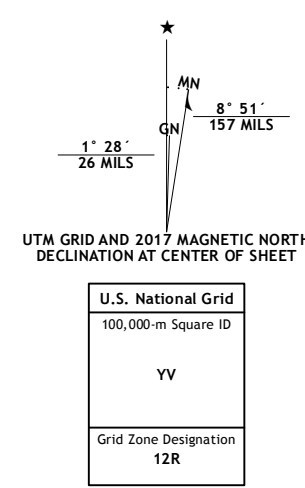 MN
GN
8° 51´
157 MILS
1° 28´
26 MILS
UTM GRID AND 2017 MAGNETIC NORTH
DECLINATION AT CENTER OF SHEET
U.S. National Grid
100,000-m Square ID
YV
Grid Zone Designation
12R